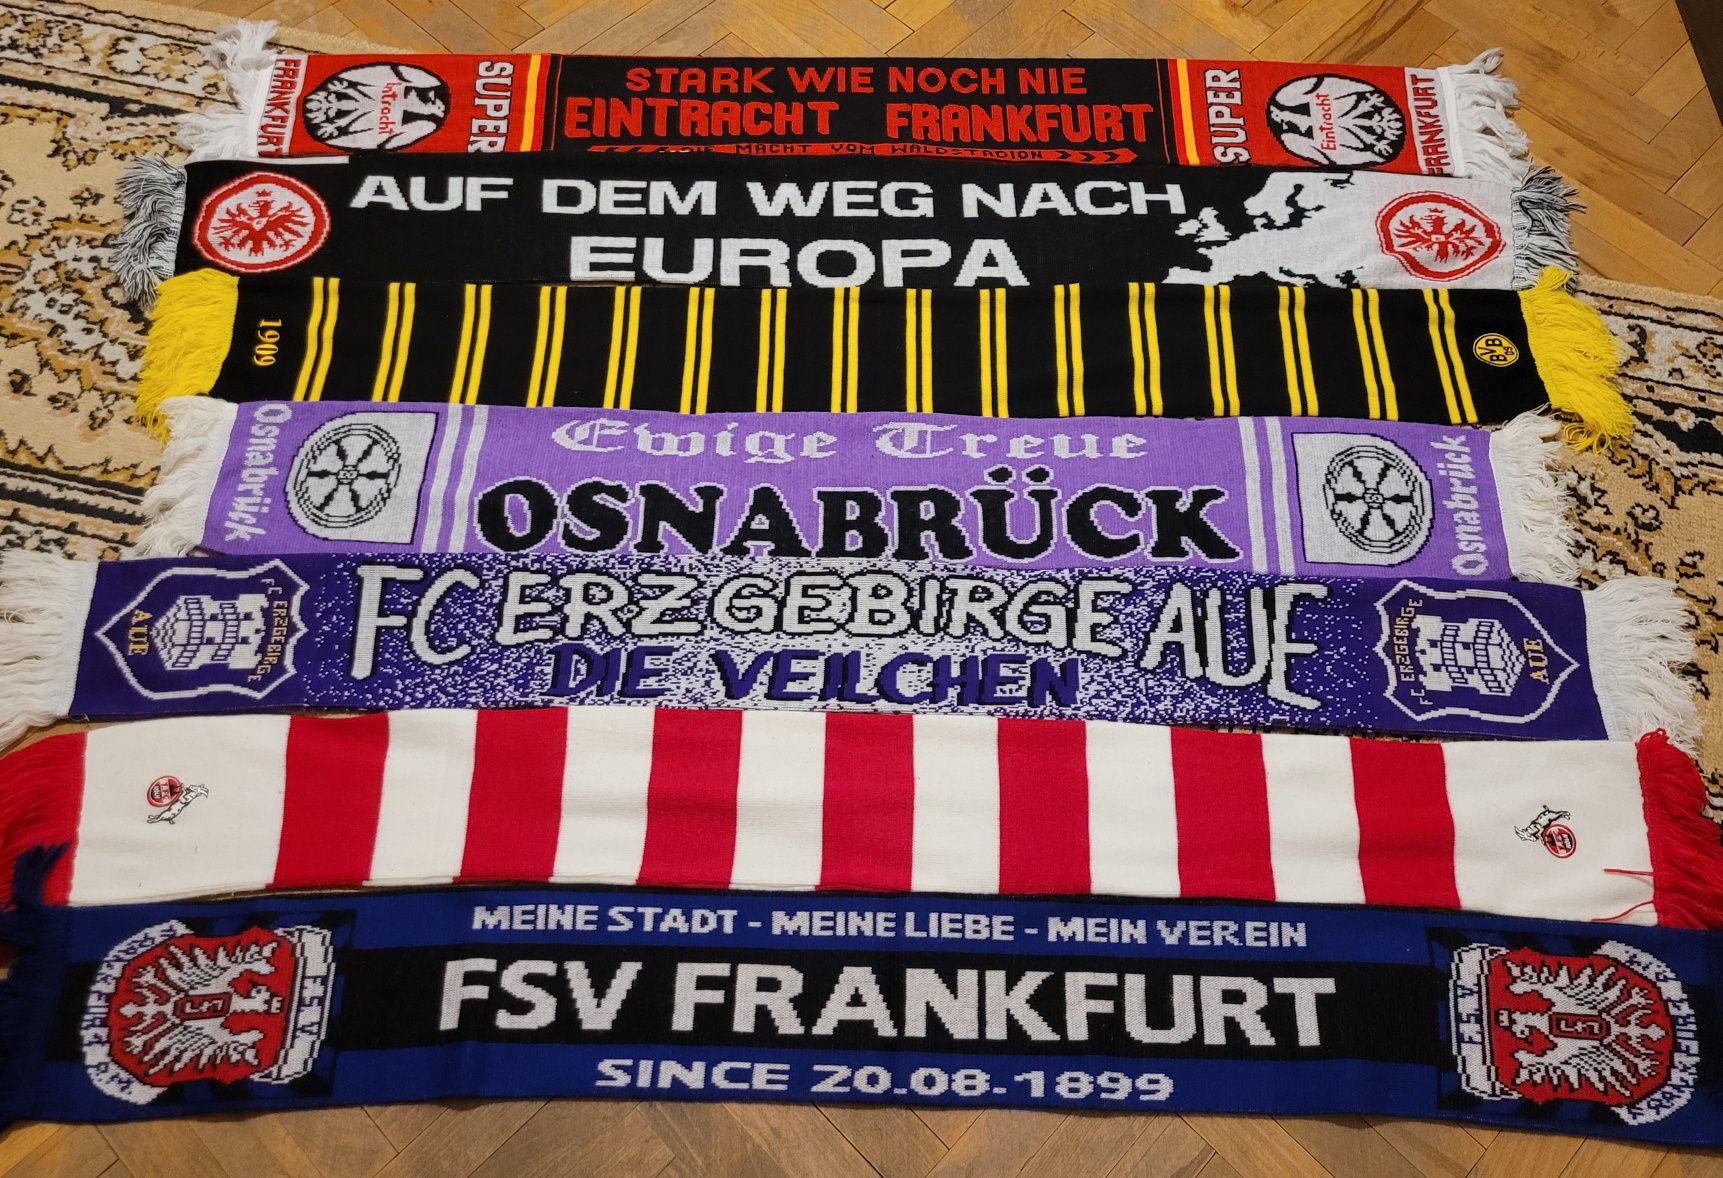 FRANKFURT
Eintracht
SUPER
STARK WIE NOCH NIE
EINTRACHT FRANKFURT
DIE MACHT VOM WALDSTADION
SUPER
Eintracht
FRANKFURT
AUF DEM WEG NACH
EUROPA
1909
BVB
09
Osnabrück
Ewige Treue
OSNABRÜCK
Osnabrück
FC ERZGEBIRGE
AUE
FC ERZGEBIRGE AUE
DIE VEILCHEN
FC ERZGEBIRGE
AUE
MEINE STADT - MEINE LIEBE - MEIN VEREIN
FSV FRANKFURT
SINCE 20.08.1899
F.S.V
F.S.V